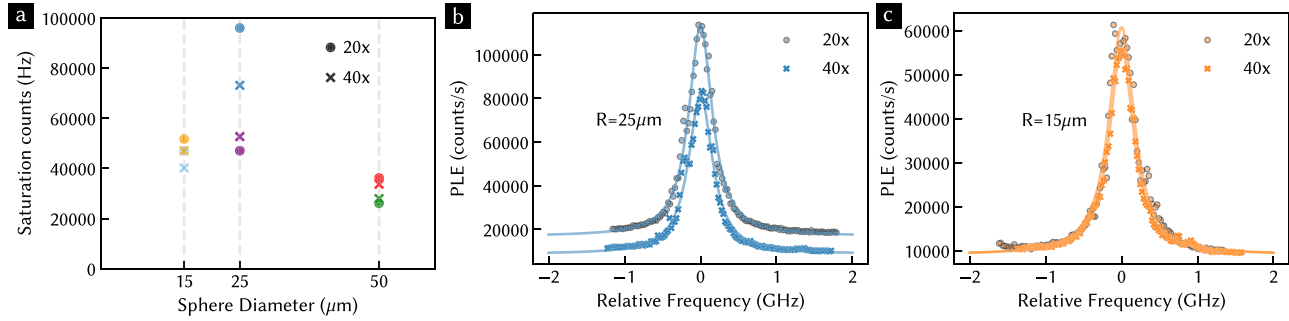 a
Saturation counts (Hz)
100000
80000
60000
40000
20000
0
20x
40x
15
25
50
Sphere Diameter (μm)
b
PLE (counts/s)
100000
80000
60000
40000
20000
20x
40x
R=25μm
−2
−1
0
1
2
Relative Frequency (GHz)
c
PLE (counts/s)
60000
50000
40000
30000
20000
10000
20x
40x
R=15μm
−2
−1
0
1
2
Relative Frequency (GHz)